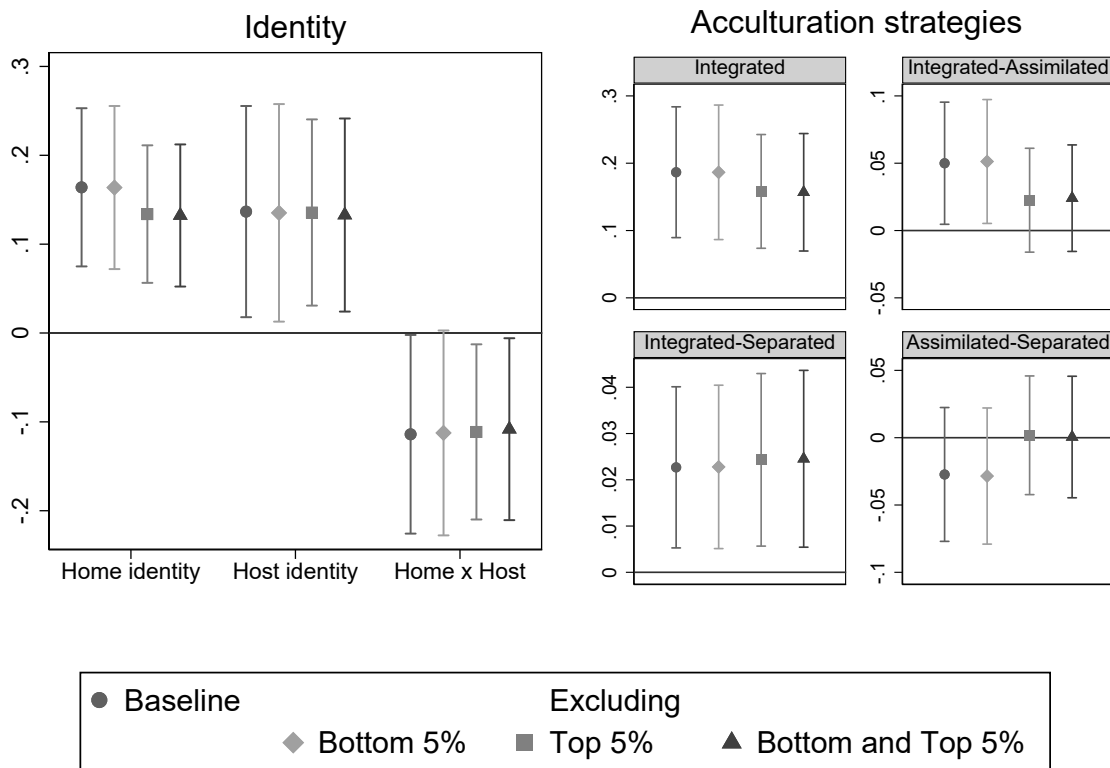 Identity
.3
.2
.1
0
-.1
-.2
Home identity Host identity Home x Host
Acculturation strategies
Integrated
.3
.2
.1
0
Integrated-Assimilated
.1
.05
0
-.05
Integrated-Separated
.04
.03
.02
.01
0
Assimilated-Separated
.05
0
-.05
-.1
Baseline Excluding
Bottom 5% Top 5% Bottom and Top 5%